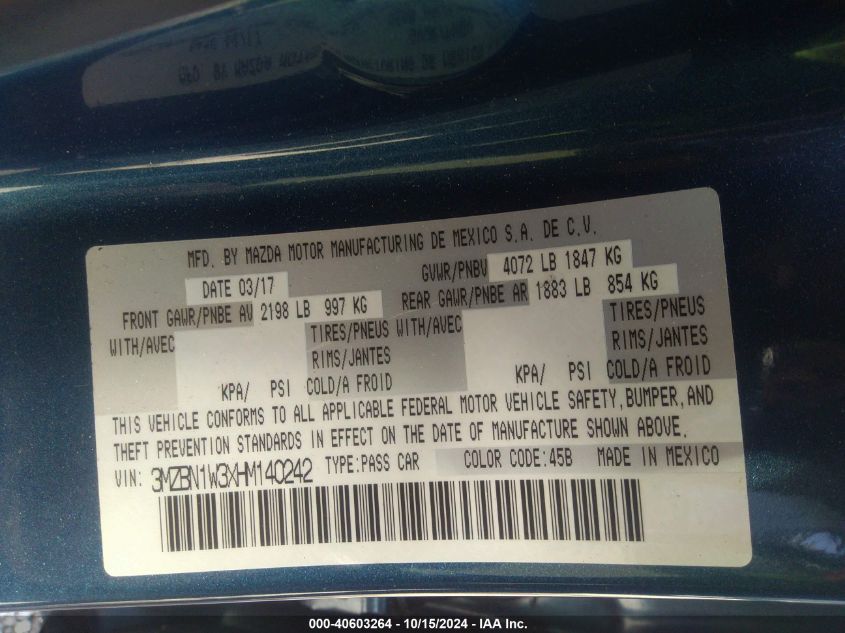 MFD. BY MAZDA MOTOR MANUFACTURING DE MEXICO S.A. DE C.V.
DATE 03/17 GVWR/PNBV 4072 LB 1847 KG
FRONT GAWR/PNBE AV 2198 LB 997 KG REAR GAWR/PNBE AR 1883 LB 854 KG
WITH/AVEC TIRES/PNEUS WITH/AVEC TIRES/PNEUS
RIMS/JANTES RIMS/JANTES
KPA/ PSI COLD/A FROID KPA/ PSI COLD/A FROID
THIS VEHICLE CONFORMS TO ALL APPLICABLE FEDERAL MOTOR VEHICLE SAFETY, BUMPER, AND
THEFT PREVENTION STANDARDS IN EFFECT ON THE DATE OF MANUFACTURE SHOWN ABOVE.
VIN: 3MZBN1W3XHM140242 TYPE:PASS CAR COLOR CODE:45B MADE IN MEXICO
000-40603264 - 10/15/2024 - IAA Inc.